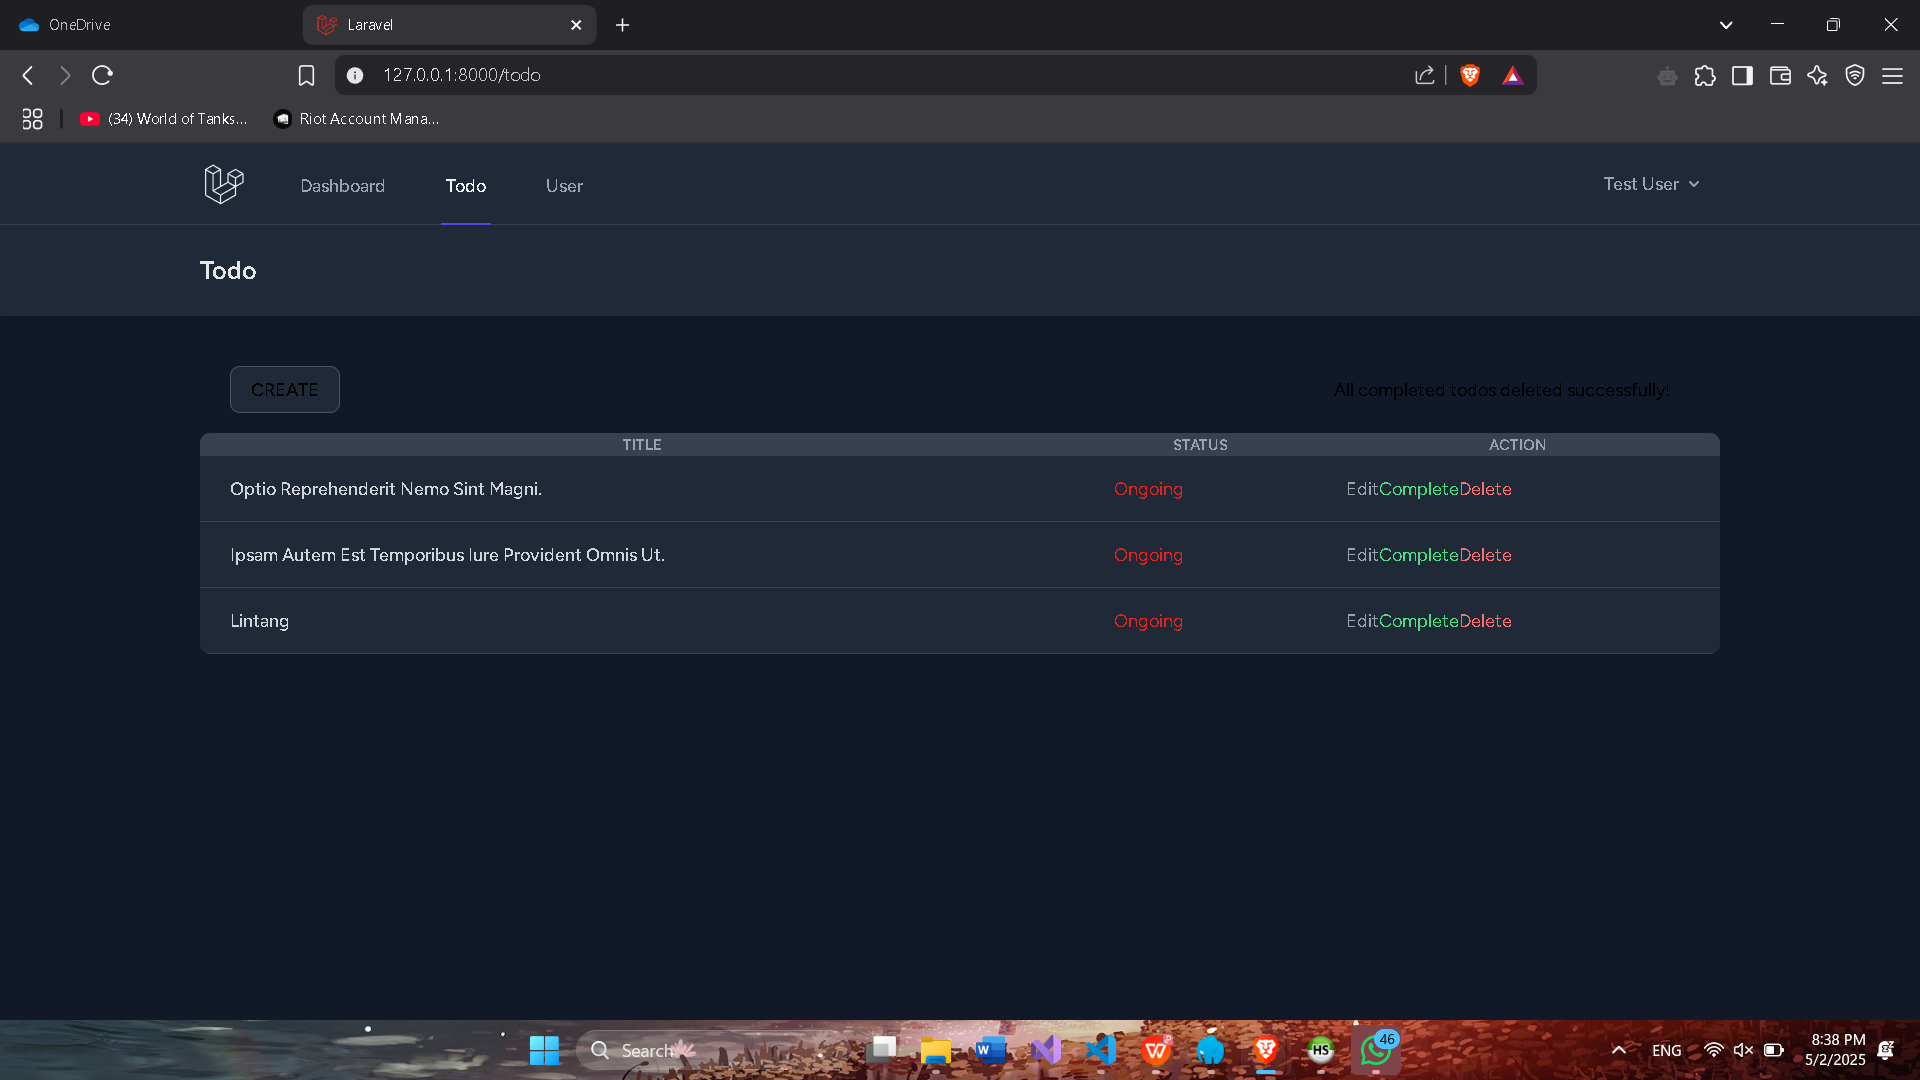 OneDrive
Laravel
127.0.0.1:8000/todo
(34) World of Tanks...
Riot Account Mana...
Dashboard
Todo
User
Test User
Todo
CREATE
All completed todos deleted successfully!
TITLE
STATUS
ACTION
Optio Reprehenderit Nemo Sint Magni.
Ongoing
EditCompleteDelete
Ipsam Autem Est Temporibus Iure Provident Omnis Ut.
Ongoing
EditCompleteDelete
Lintang
Ongoing
EditCompleteDelete
Search
W
HS
46
ENG
8:38 PM
5/2/2025